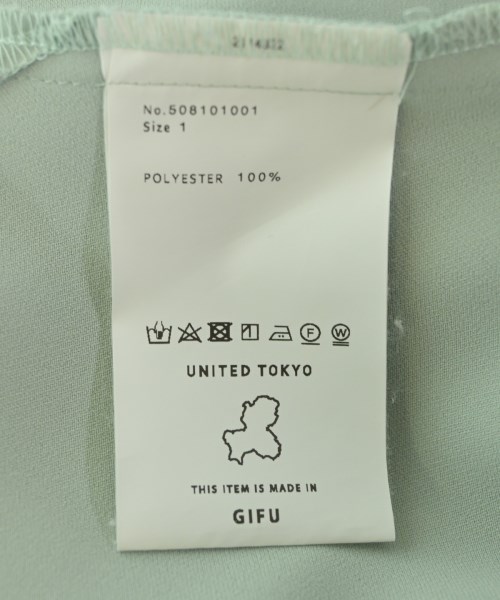 No.508101001
Size 1
POLYESTER 100%
F W
UNITED TOKYO
THIS ITEM IS MADE IN
GIFU